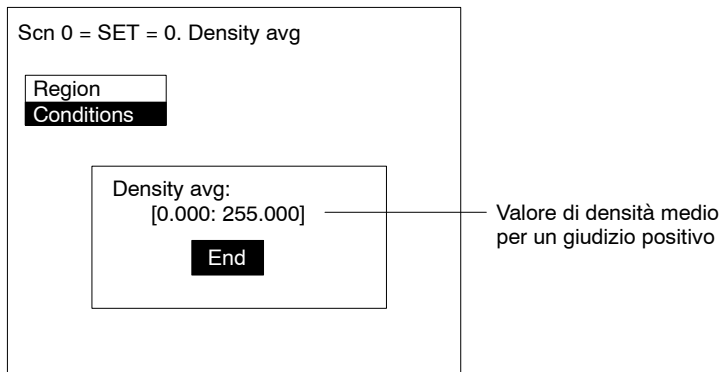 Scn 0 = SET = 0. Density avg
Region
Conditions
Density avg:
[0.000: 255.000]
End
Valore di densità medio
per un giudizio positivo